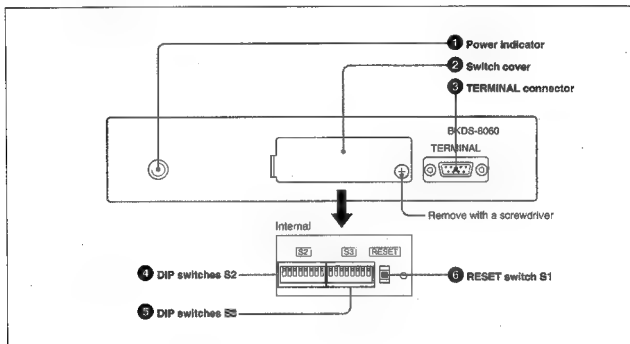 1 Power indicator
2 Switch cover
3 TERMINAL connector
BKDS-6060
TERMINAL
Remove with a screwdriver
Internal
S2 S3 RESET
4 DIP switches S2
6 RESET switch S1
5 DIP switches